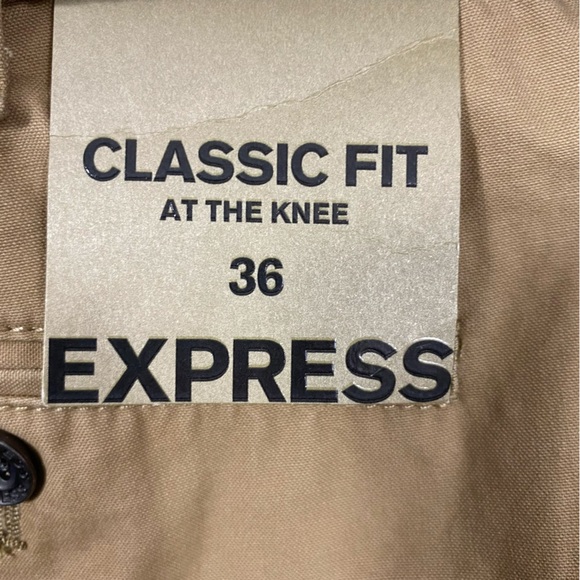 CLASSIC FIT
AT THE KNEE
36
EXPRESS